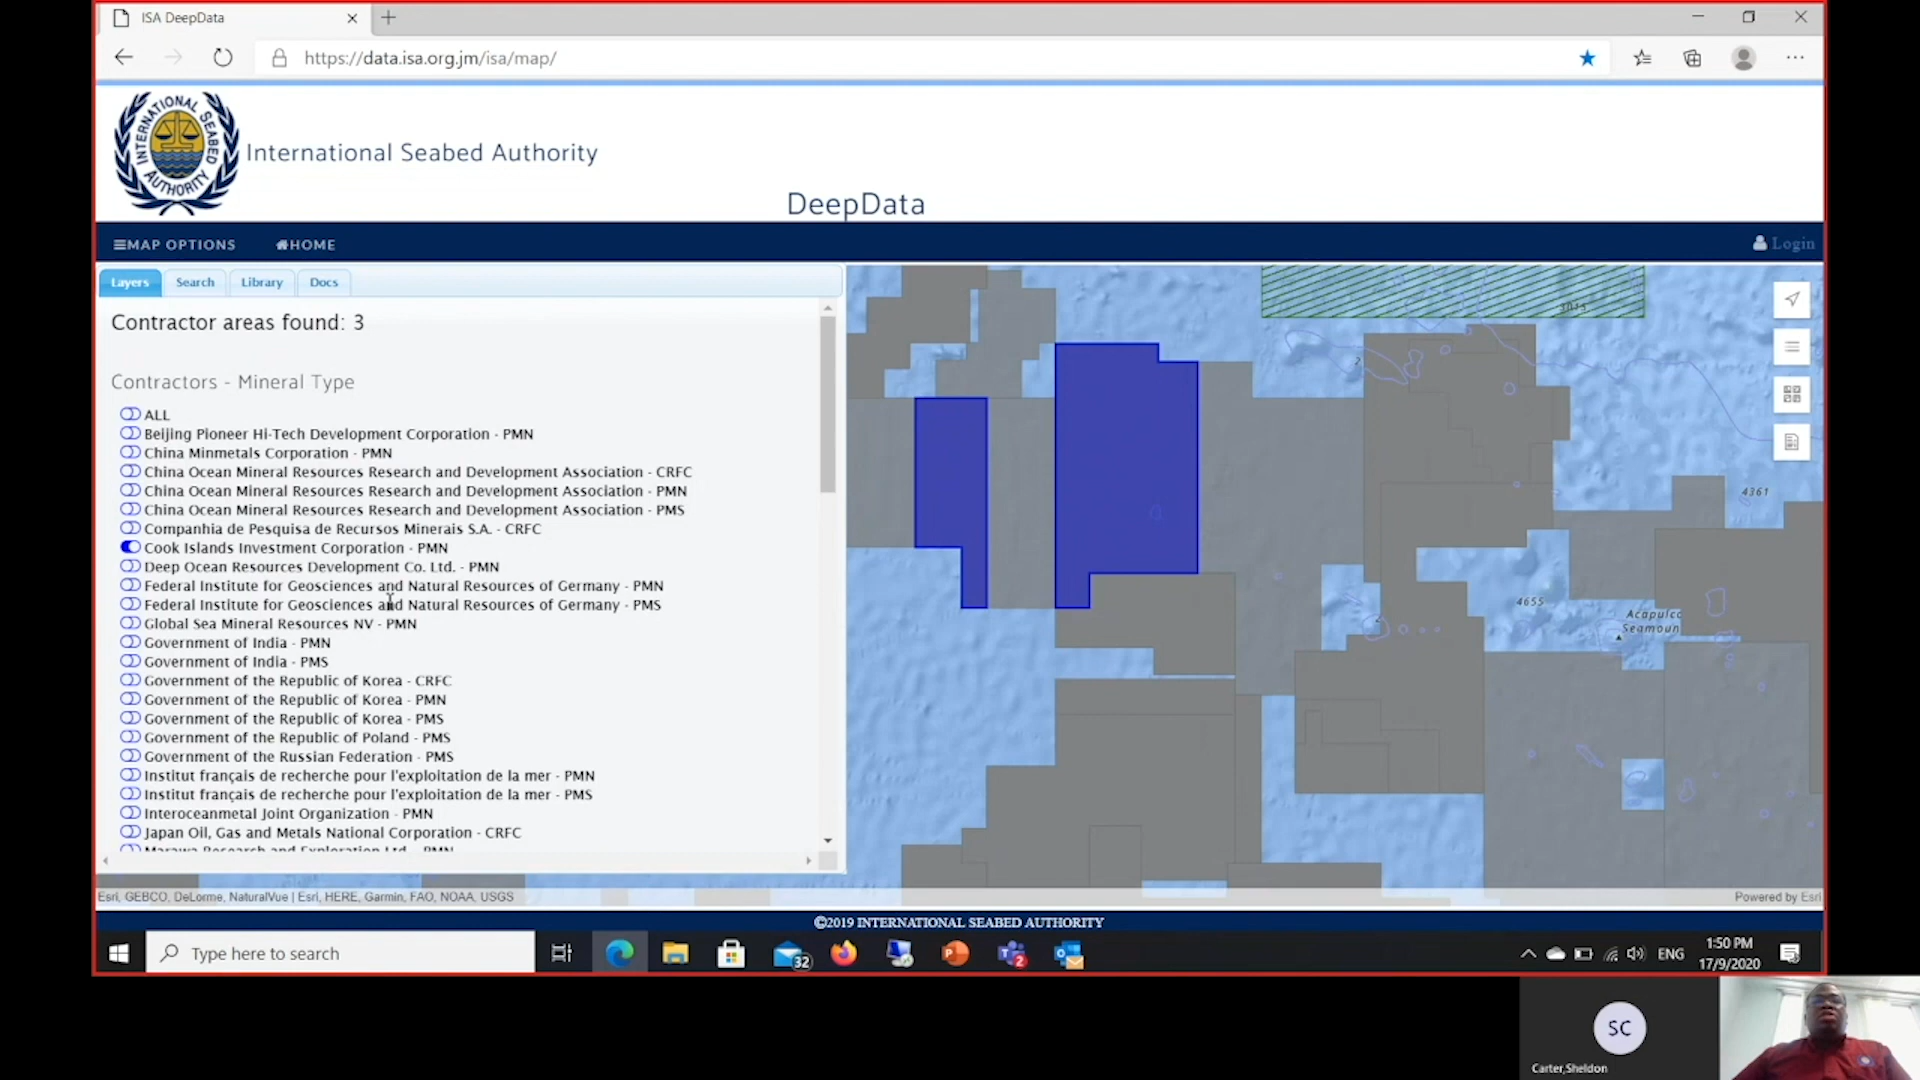 ISA DeepData
https://data.isa.org.jm/isa/map/
INTERNATIONAL SEABED AUTHORITY
International Seabed Authority
DeepData
MAP OPTIONS
HOME
Login
Layers
Search
Library
Docs
Contractor areas found: 3
Contractors - Mineral Type
ALL
Beijing Pioneer Hi-Tech Development Corporation - PMN
China Minmetals Corporation - PMN
China Ocean Mineral Resources Research and Development Association - CRFC
China Ocean Mineral Resources Research and Development Association - PMN
China Ocean Mineral Resources Research and Development Association - PMS
Companhia de Pesquisa de Recursos Minerais S.A. - CRFC
Cook Islands Investment Corporation - PMN
Deep Ocean Resources Development Co. Ltd. - PMN
Federal Institute for Geosciences and Natural Resources of Germany - PMN
Federal Institute for Geosciences and Natural Resources of Germany - PMS
Global Sea Mineral Resources NV - PMN
Government of India - PMN
Government of India - PMS
Government of the Republic of Korea - CRFC
Government of the Republic of Korea - PMN
Government of the Republic of Korea - PMS
Government of the Republic of Poland - PMS
Government of the Russian Federation - PMS
Institut français de recherche pour l'exploitation de la mer - PMN
Institut français de recherche pour l'exploitation de la mer - PMS
Interoceanmetal Joint Organization - PMN
Japan Oil, Gas and Metals National Corporation - CRFC
Marawa Research and Exploration Ltd. - PMN
4361
4655
Acapulco
Seamoun
Esri, GEBCO, DeLorme, NaturalVue | Esri, HERE, Garmin, FAO, NOAA, USGS
Powered by Esri
©2019 INTERNATIONAL SEABED AUTHORITY
Type here to search
32
2
ENG
1:50 PM
17/9/2020
SC
Carter,Sheldon